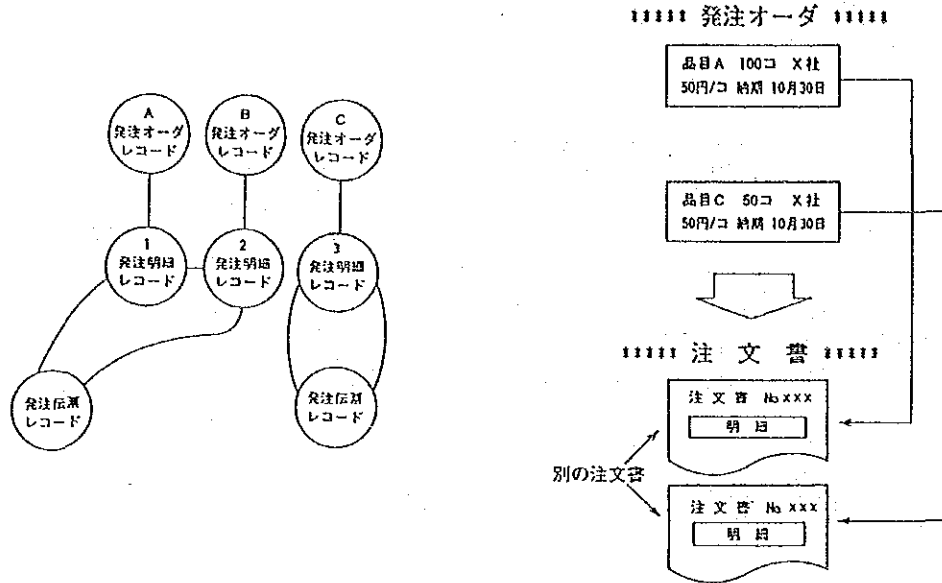 A
発注オーダ
レコード
B
発注オーダ
レコード
C
発注オーダ
レコード
1
発注明細
レコード
2
発注明細
レコード
3
発注明細
レコード
発注伝票
レコード
発注伝票
レコード
発注オーダ
品目A 100コ X社
50円/コ 納期 10月30日
品目C 50コ X社
50円/コ 納期 10月30日
注 文 書
注 文 書 No xxx
明 細
別の注文書
注 文 書 No xxx
明 細